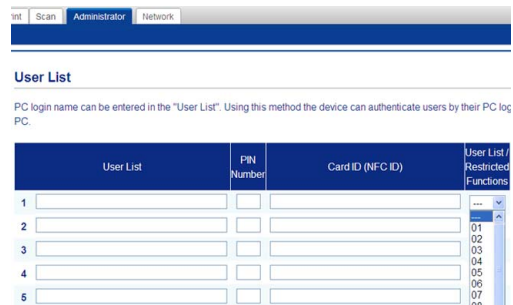 Scan Administrator Network
User List
PC login name can be entered in the "User List". Using this method the device can authenticate users by their PC
PC.
User List PIN Number Card ID (NFC ID) User List / Restricted Functions
1 ---
---
2 01
02
3 03
04
4 05
06
5 07